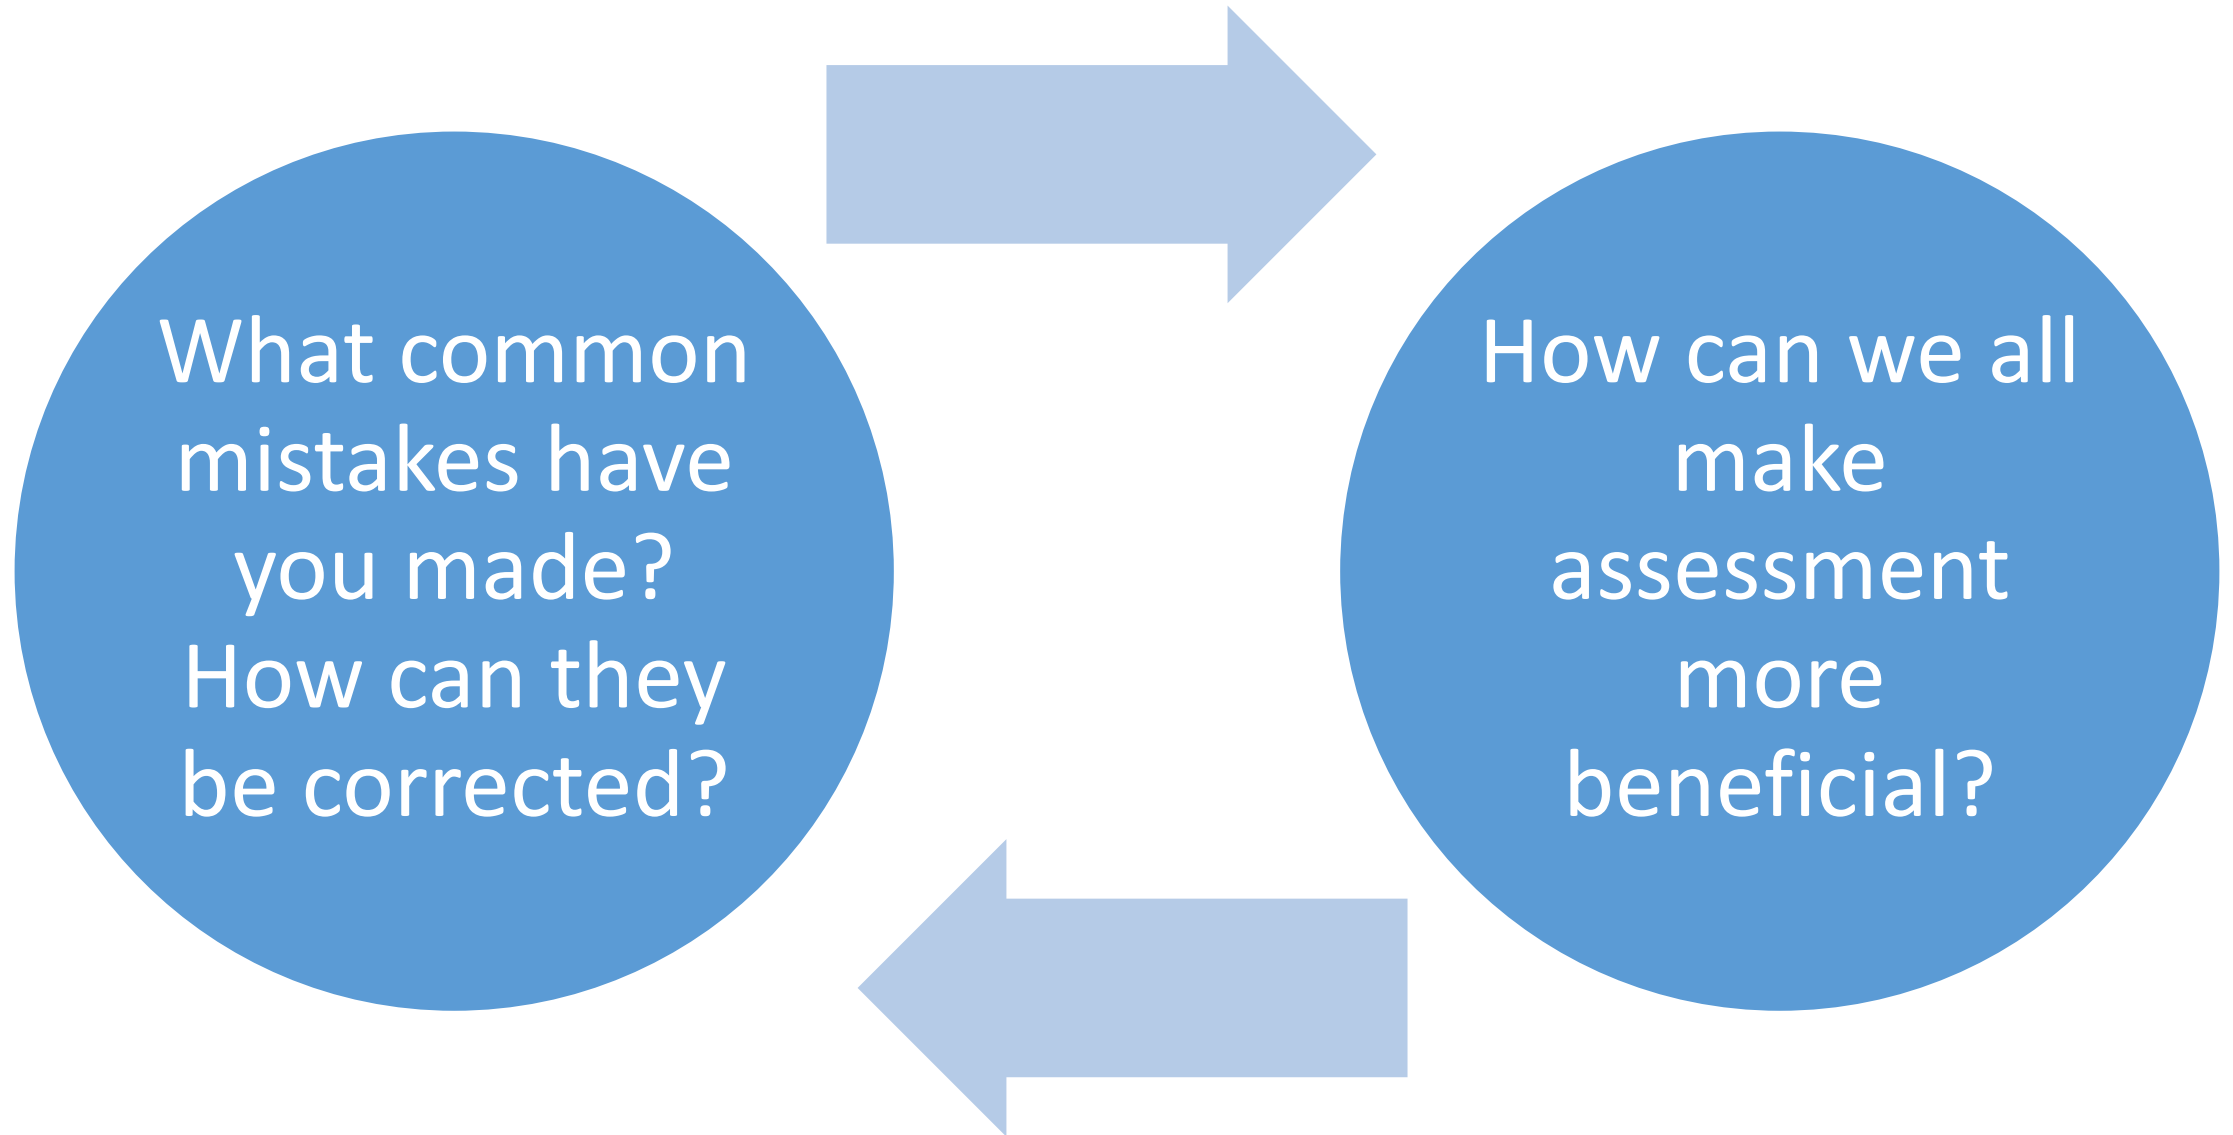 What common
mistakes have
you made?
How can they
be corrected?
How can we all
make
assessment
more
beneficial?